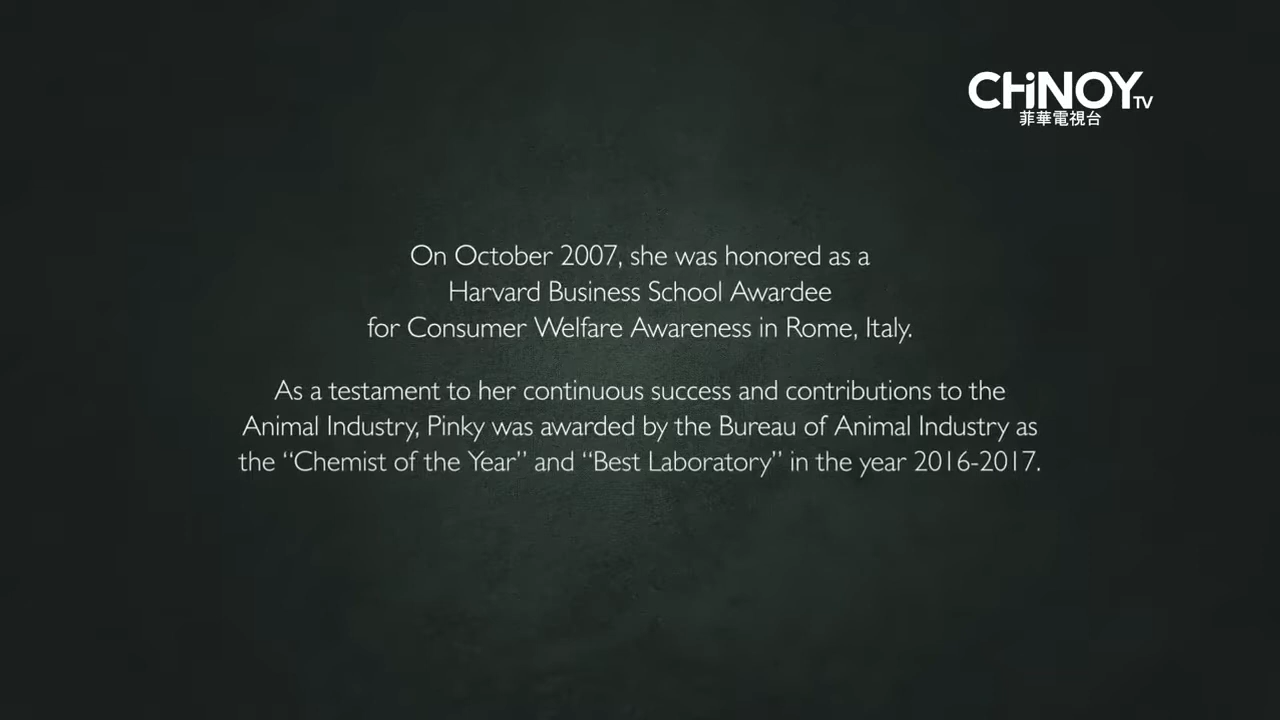 CHiNOY TV
菲華電視台
On October 2007, she was honored as a
Harvard Business School Awardee
for Consumer Welfare Awareness in Rome, Italy.
As a testament to her continuous success and contributions to the
Animal Industry, Pinky was awarded by the Bureau of Animal Industry as
the “Chemist of the Year” and “Best Laboratory” in the year 2016-2017.